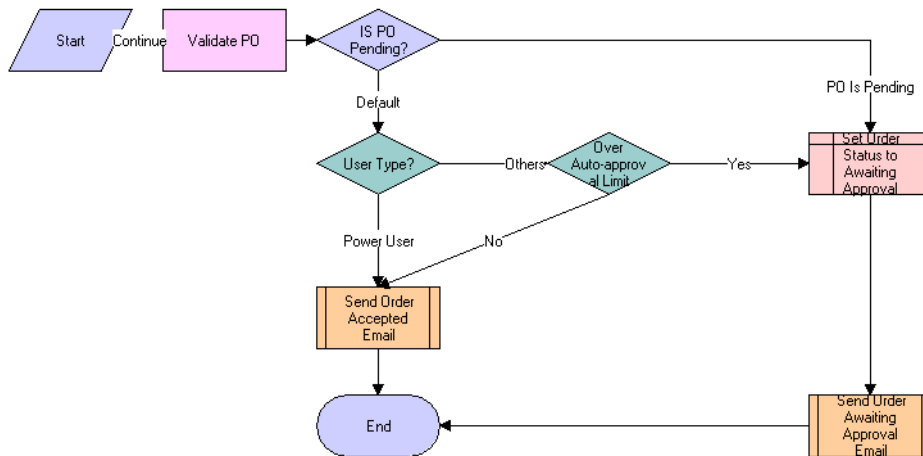 Start
Continue
Validate PO
IS PO
Pending?
PO Is Pending
Default
User Type?
Others
Over
Auto-approv
al Limit
Yes
Set Order
Status to
Awaiting
Approval
Power User
No
Send Order
Accepted
Email
End
Send Order
Awaiting
Approval
Email